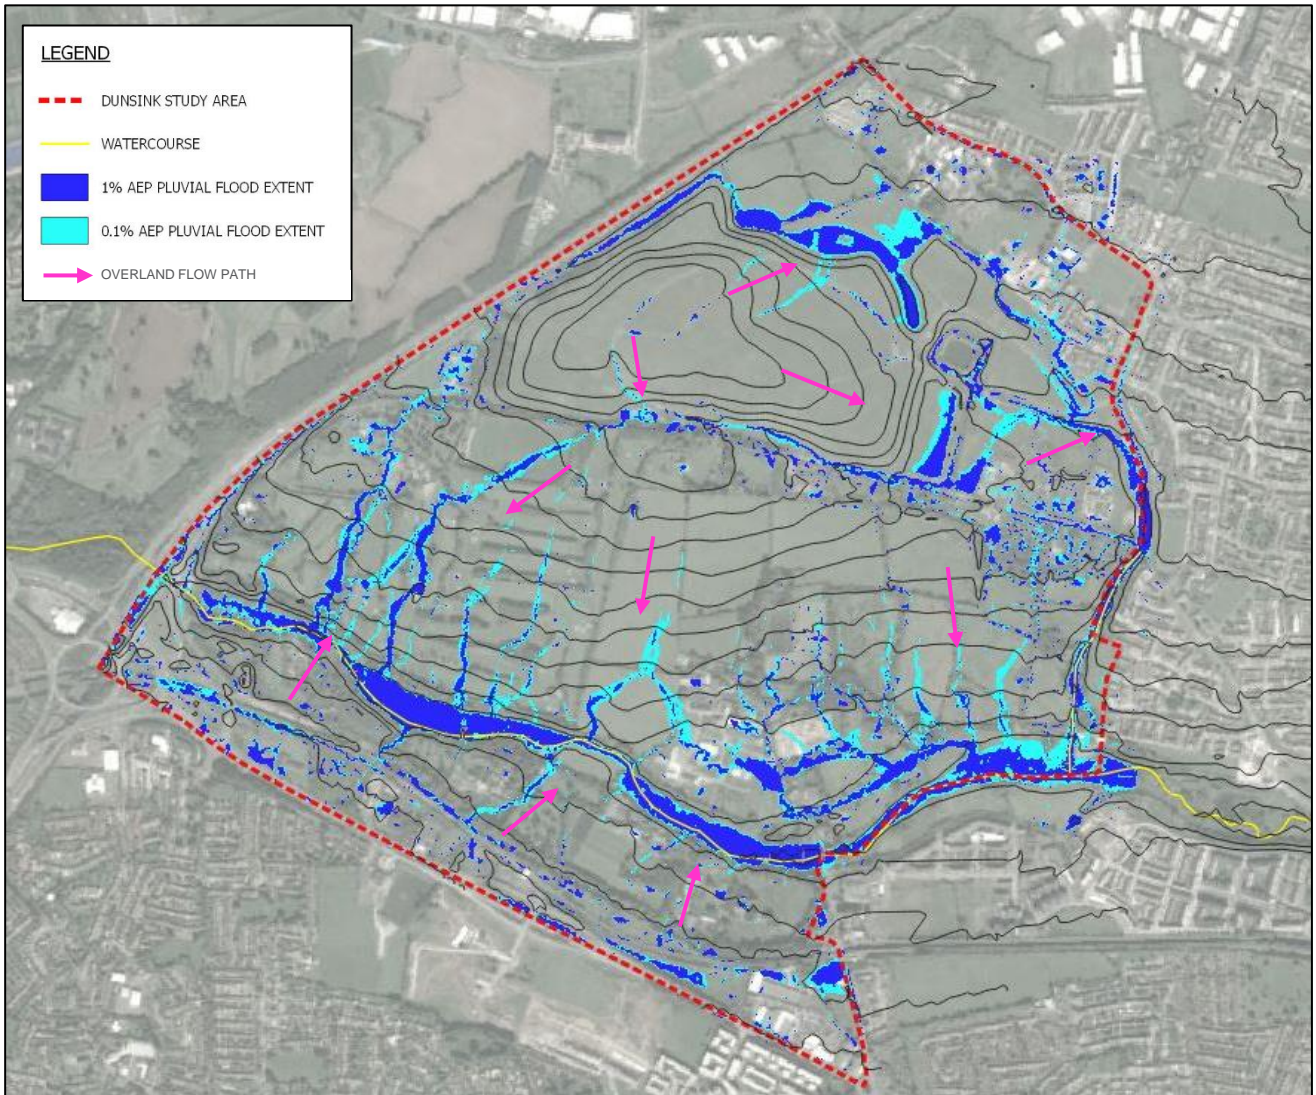 LEGEND
DUNSINK STUDY AREA
WATERCOURSE
1% AEP PLUVIAL FLOOD EXTENT
0.1% AEP PLUVIAL FLOOD EXTENT
OVERLAND FLOW PATH